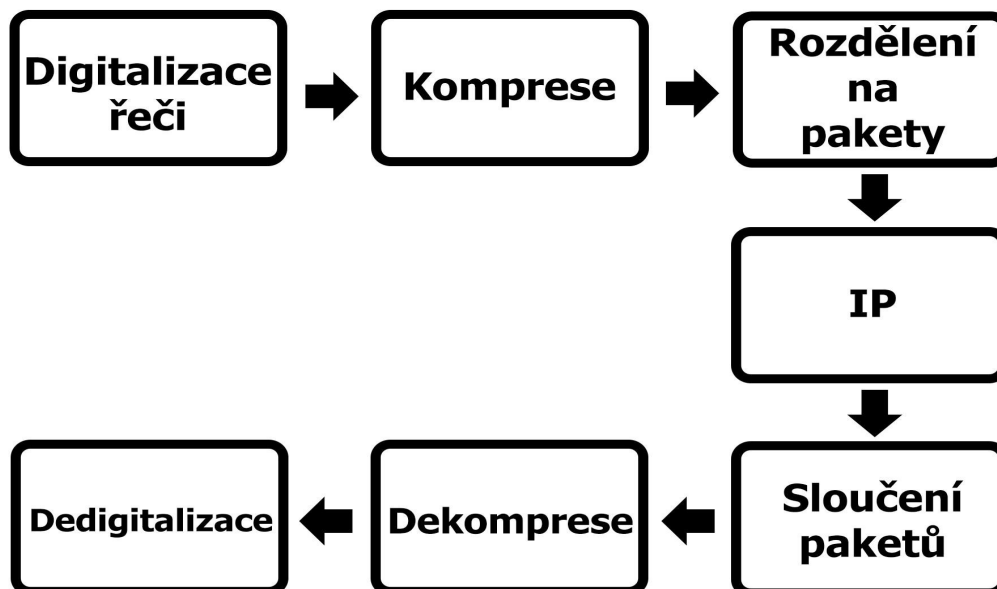 Digitalizace
řeči
Komprese
Rozdělení
na
pakety
IP
Sloučení
paketů
Dekomprese
Dedigitalizace